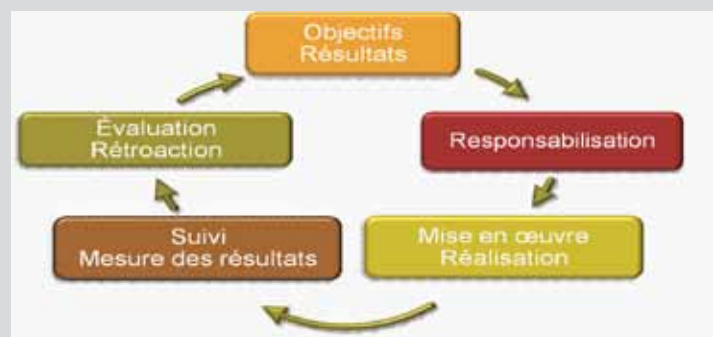 Objectifs
Résultats
Responsabilisation
Mise en œuvre
Réalisation
Suivi
Mesure des résultats
Évaluation
Rétroaction